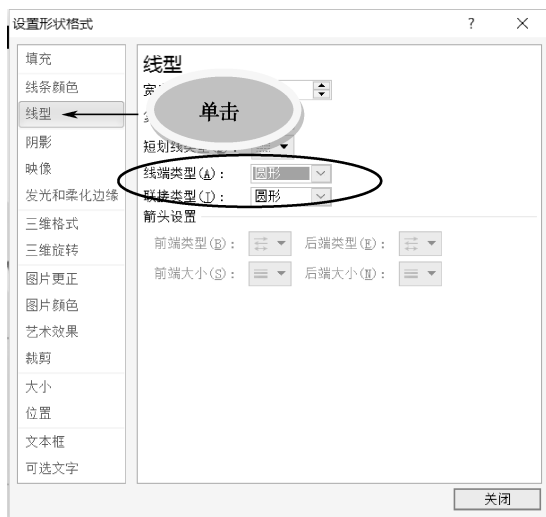 设置形状格式 ?
填充
线条颜色
线型
阴影
映像
发光和柔化边缘
三维格式
三维旋转
图片更正
图片颜色
艺术效果
裁剪
大小
位置
文本框
可选文字
线型
单击
短划线类型
线端类型(A): 圆形
联接类型(J): 圆形
箭头设置
前端类型(B): 后端类型(E):
前端大小(S): 后端大小(N):
关闭